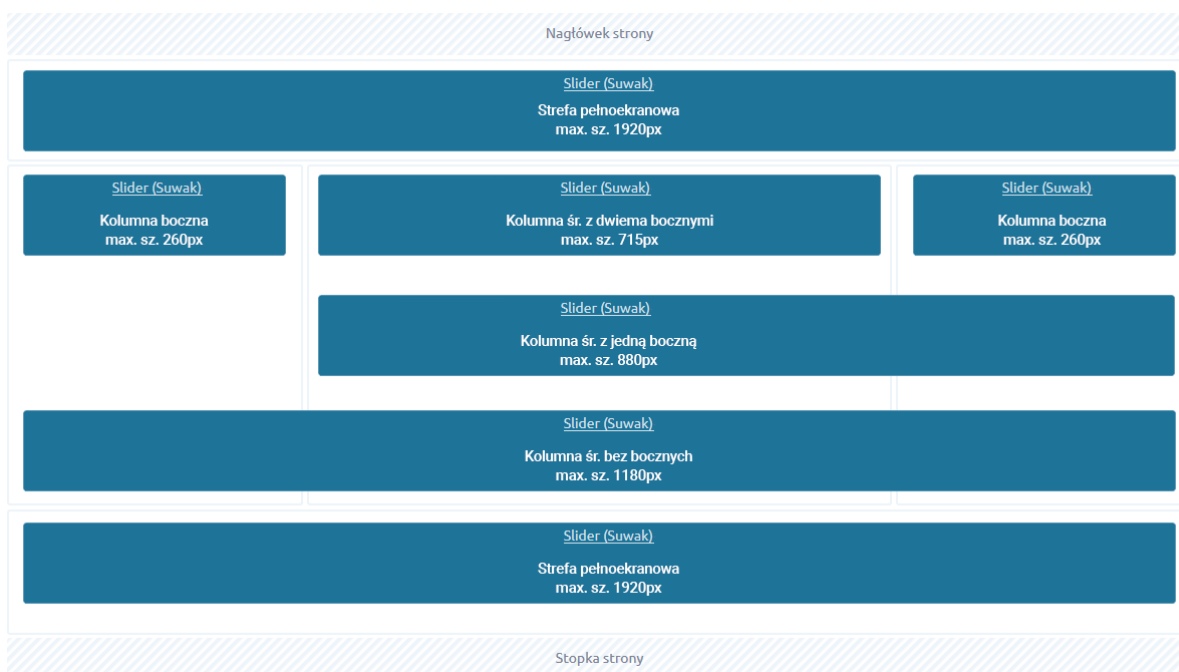 Nagłówek strony
Slider (Suwak)
Strefa pełnoekranowa
max. sz. 1920px
Slider (Suwak)
Kolumna boczna
max. sz. 260px
Slider (Suwak)
Kolumna śr. z dwiema bocznymi
max. sz. 715px
Slider (Suwak)
Kolumna boczna
max. sz. 260px
Slider (Suwak)
Kolumna śr. z jedną boczną
max. sz. 880px
Slider (Suwak)
Kolumna śr. bez bocznych
max. sz. 1180px
Slider (Suwak)
Strefa pełnoekranowa
max. sz. 1920px
Stopka strony